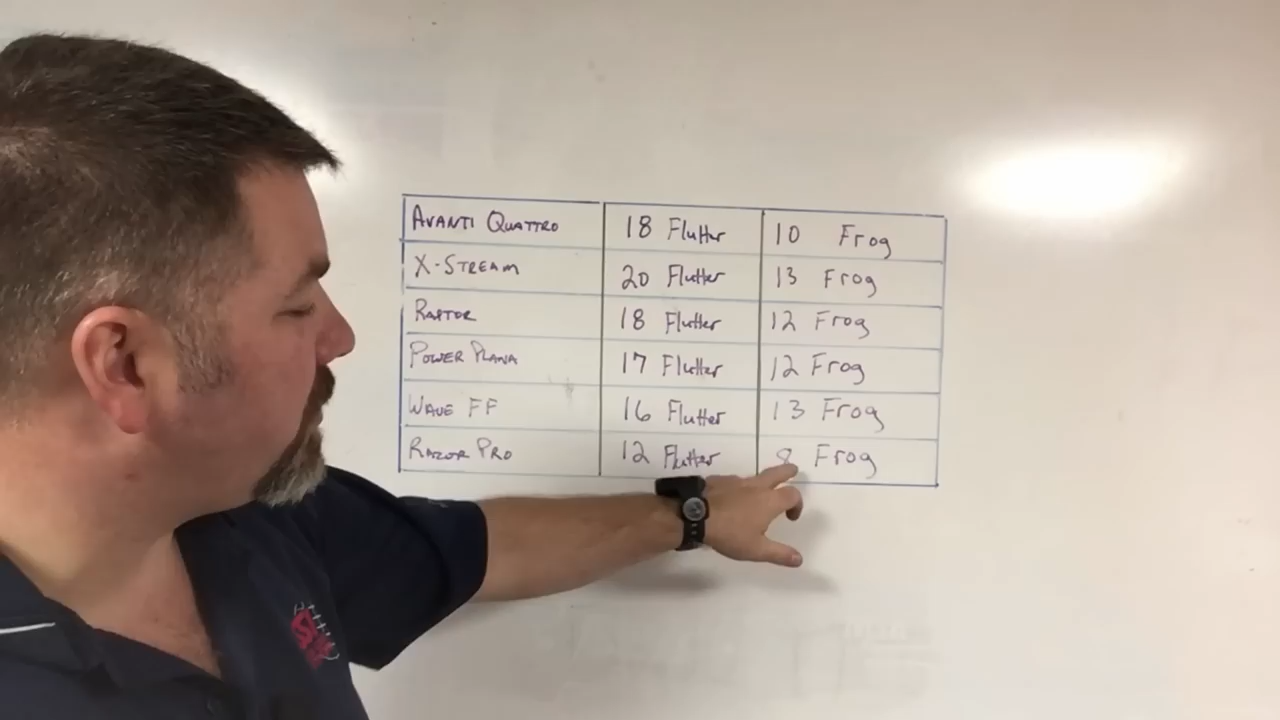 AVANTI QUATTRO 18 Flutter 10 Frog
X-STREAM 20 Flutter 13 Frog
RAPTOR 18 Flutter 12 Frog
POWER PLANA 17 Flutter 12 Frog
WAVE FF 16 Flutter 13 Frog
RAZOR PRO 12 Flutter 8 Frog